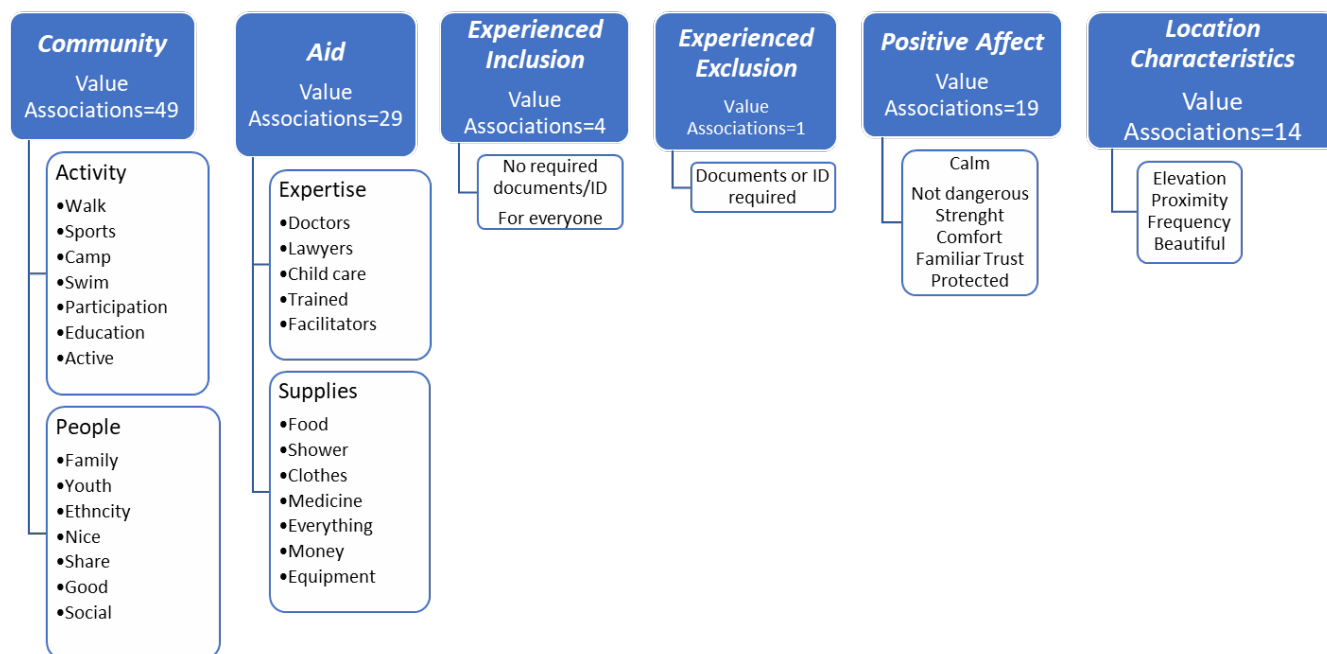 Community
Value
Associations=49
Activity
•Walk
•Sports
•Camp
•Swim
•Participation
•Education
•Active
People
•Family
•Youth
•Ethncity
•Nice
•Share
•Good
•Social
Aid
Value
Associations=29
Expertise
•Doctors
•Lawyers
•Child care
•Trained
•Facilitators
Supplies
•Food
•Shower
•Clothes
•Medicine
•Everything
•Money
•Equipment
Experienced
Inclusion
Value
Associations=4
No required
documents/ID
For everyone
Experienced
Exclusion
Value
Associations=1
Documents or ID
required
Positive Affect
Value
Associations=19
Calm
Not dangerous
Strenght
Comfort
Familiar Trust
Protected
Location
Characteristics
Value
Associations=14
Elevation
Proximity
Frequency
Beautiful